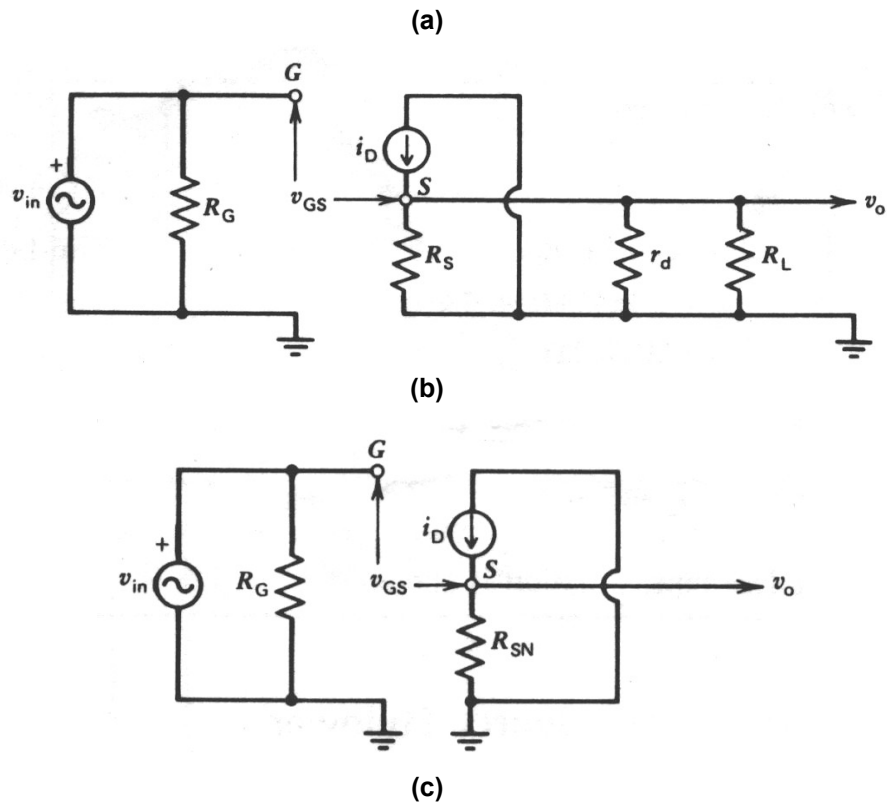 (a)
G
i_D
+
v_in
R_G
v_GS
S
v_o
R_S
r_d
R_L
(b)
G
i_D
+
v_in
R_G
v_GS
S
v_o
R_SN
(c)